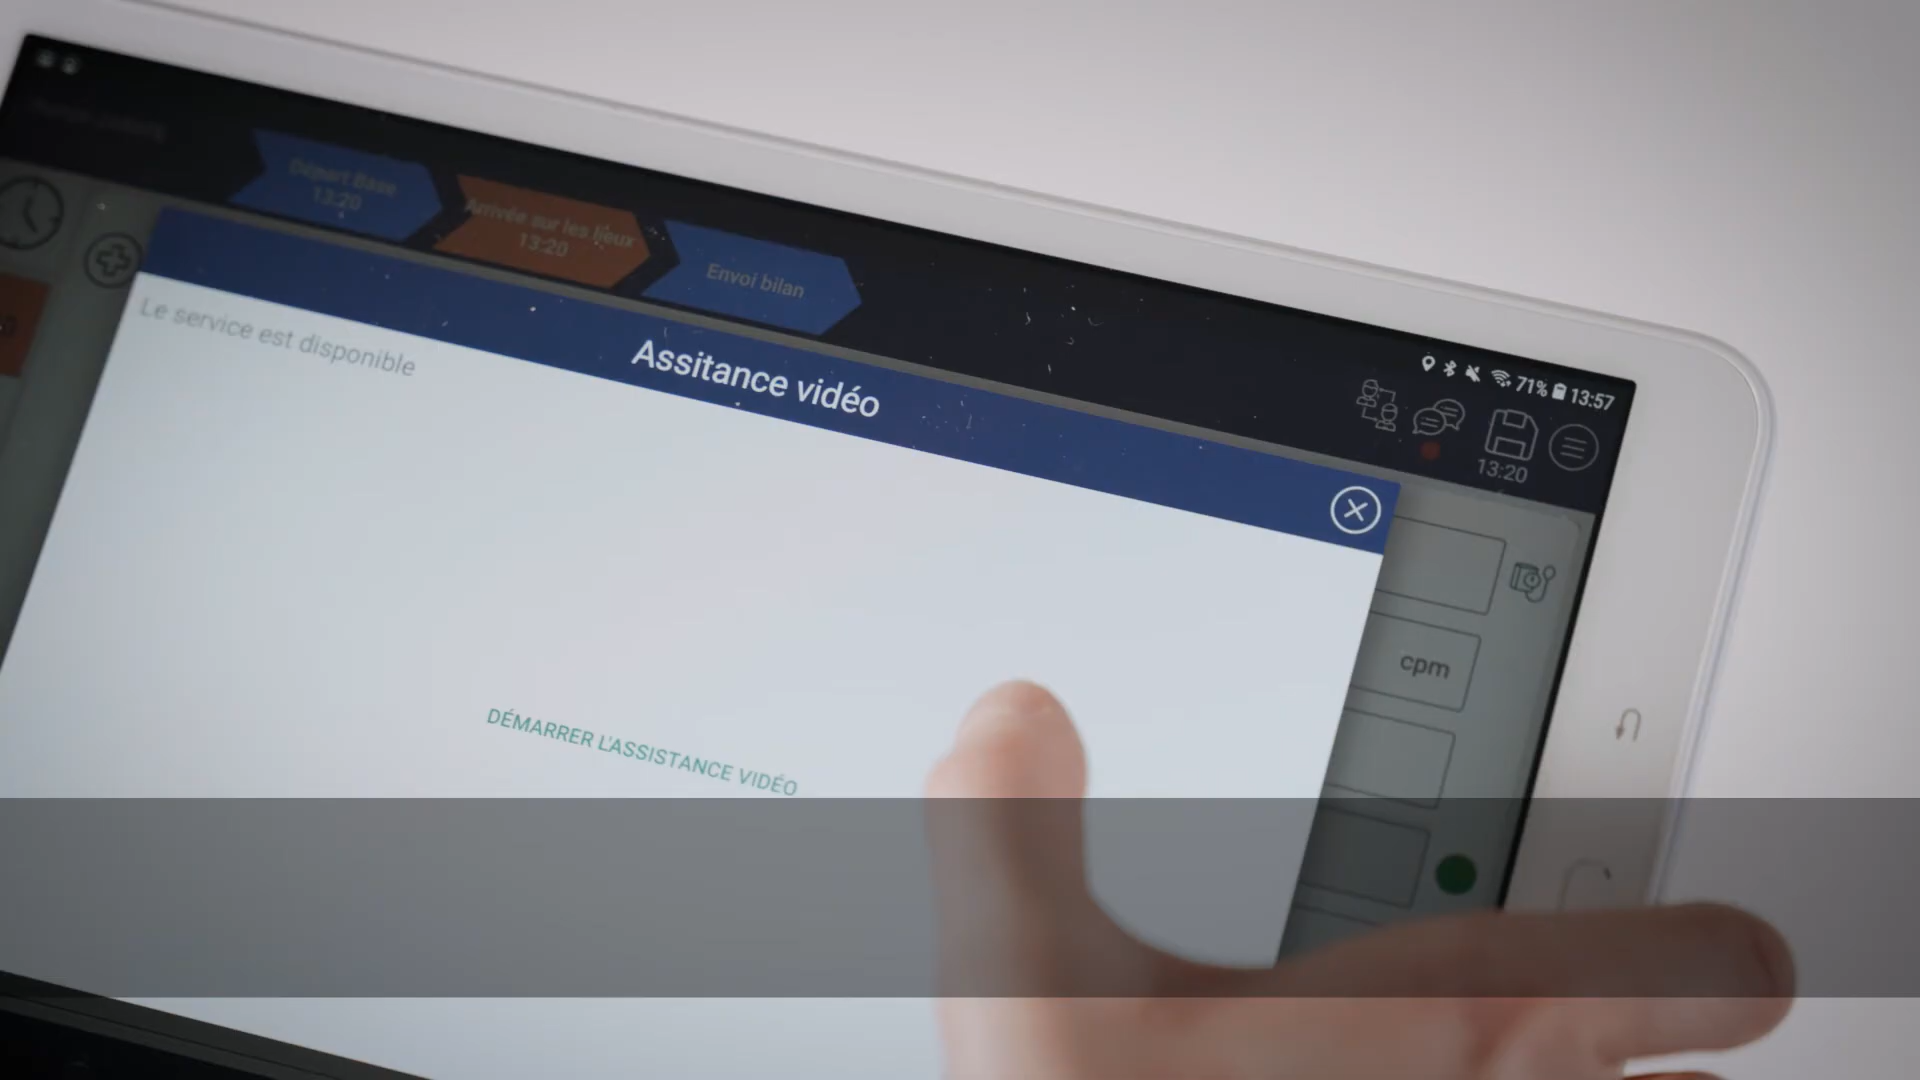 Départ Base
13:20
Arrivée sur les lieux
13:20
Envoi bilan
71% 13:57
13:20
Assitance vidéo
Le service est disponible
cpm
DÉMARRER L'ASSISTANCE VIDÉO